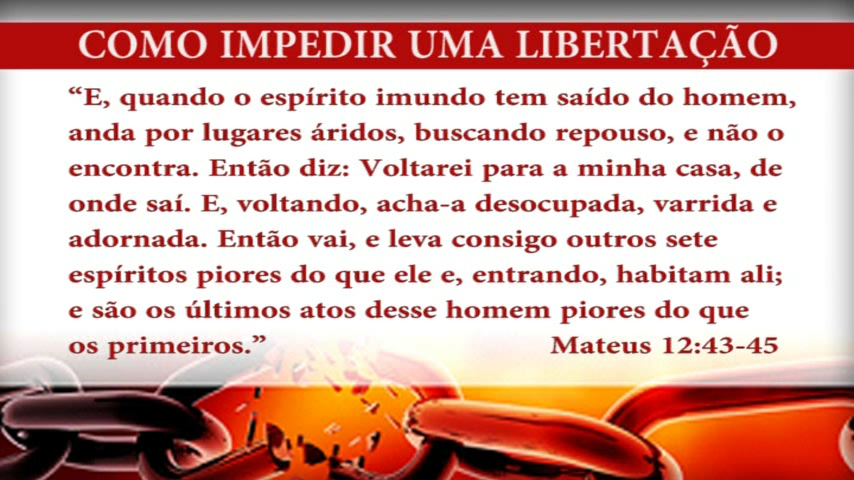 COMO IMPEDIR UMA LIBERTAÇÃO
“E, quando o espírito imundo tem saído do homem,
anda por lugares áridos, buscando repouso, e não o
encontra. Então diz: Voltarei para a minha casa, de
onde saí. E, voltando, acha-a desocupada, varrida e
adornada. Então vai, e leva consigo outros sete
espíritos piores do que ele e, entrando, habitam ali;
e são os últimos atos desse homem piores do que
os primeiros.” Mateus 12:43-45